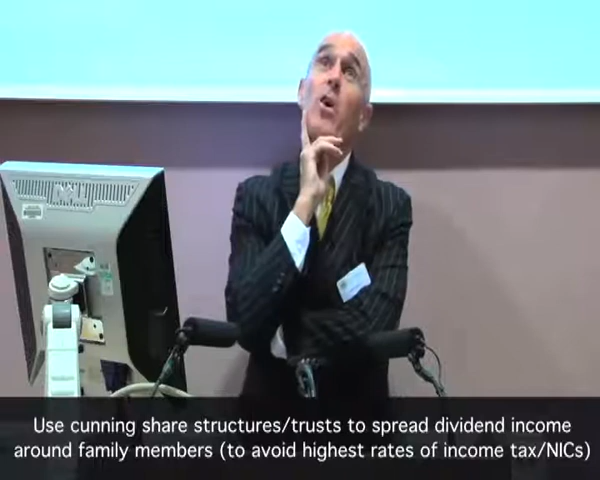 DELL
Use cunning share structures/trusts to spread dividend income
around family members (to avoid highest rates of income tax/NICs)